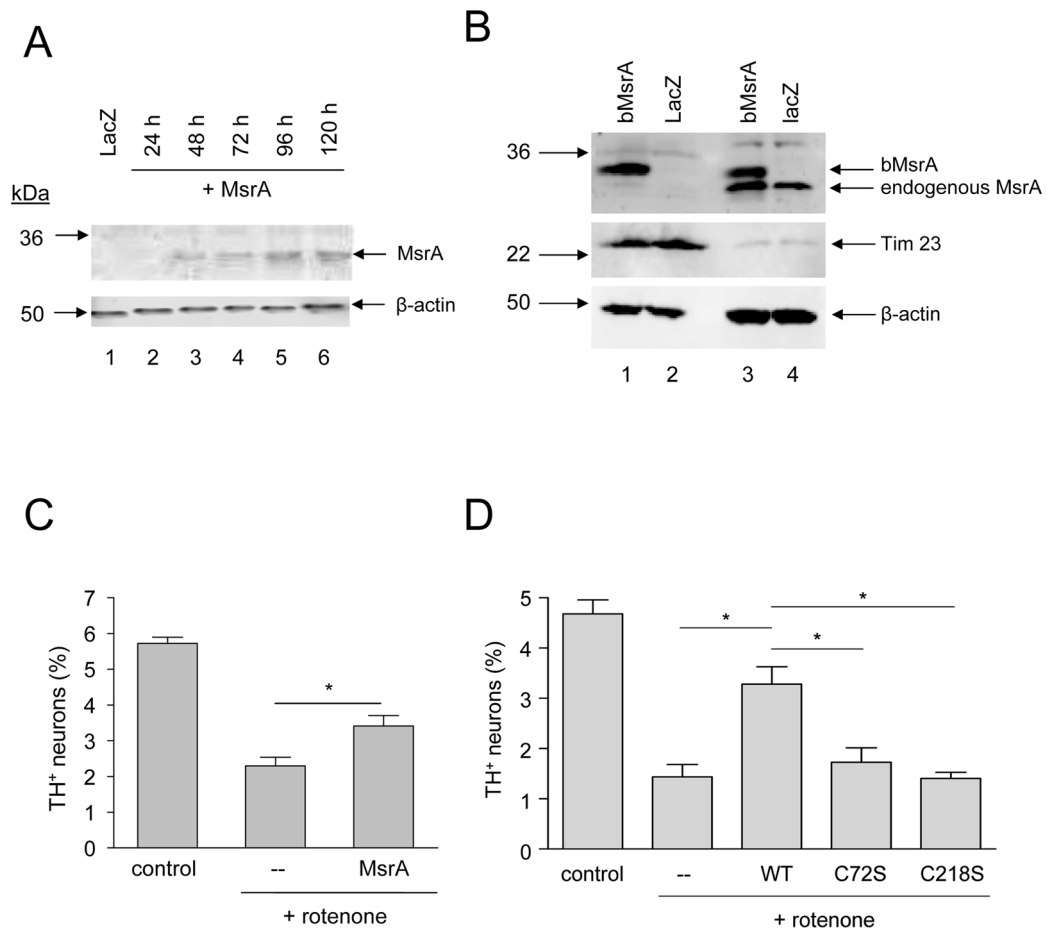 A
LacZ 24 h 48 h 72 h 96 h 120 h
+ MsrA
kDa
36
MsrA
50
β-actin
1 2 3 4 5 6
B
bMsrA LacZ bMsrA lacZ
36
bMsrA
endogenous MsrA
22
Tim 23
50
β-actin
1 2 3 4
C
TH⁺ neurons (%)
7
6
5
4
3
2
1
0
*
control -- MsrA
+ rotenone
D
TH⁺ neurons (%)
5
4
3
2
1
0
*
*
*
control -- WT C72S C218S
+ rotenone